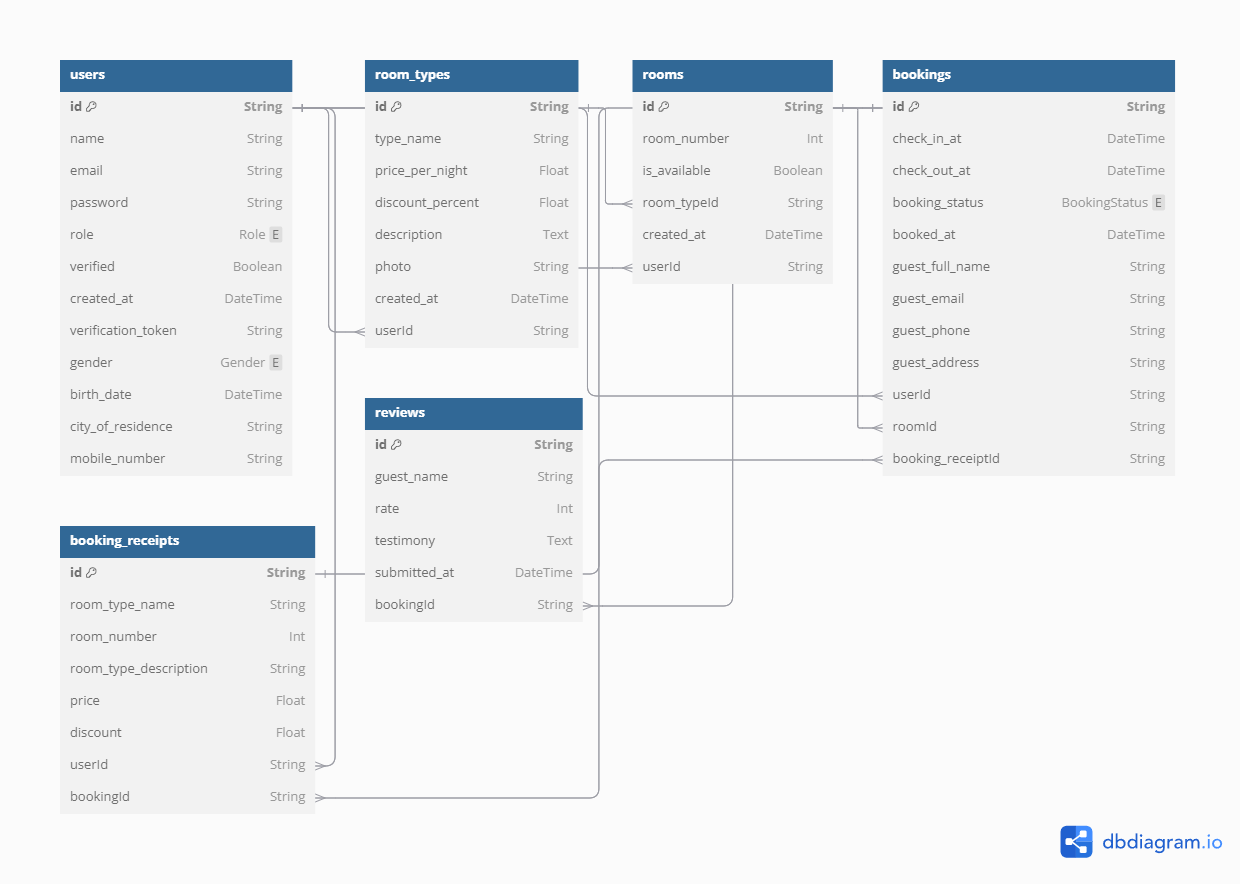 users
id String
name String
email String
password String
role Role E
verified Boolean
created_at DateTime
verification_token String
gender Gender E
birth_date DateTime
city_of_residence String
mobile_number String
room_types
id String
type_name String
price_per_night Float
discount_percent Float
description Text
photo String
created_at DateTime
userId String
rooms
id String
room_number Int
is_available Boolean
room_typeId String
created_at DateTime
userId String
bookings
id String
check_in_at DateTime
check_out_at DateTime
booking_status BookingStatus E
booked_at DateTime
guest_full_name String
guest_email String
guest_phone String
guest_address String
userId String
roomId String
booking_receiptId String
reviews
id String
guest_name String
rate Int
testimony Text
submitted_at DateTime
bookingId String
booking_receipts
id String
room_type_name String
room_number Int
room_type_description String
price Float
discount Float
userId String
bookingId String
dbdiagram.io